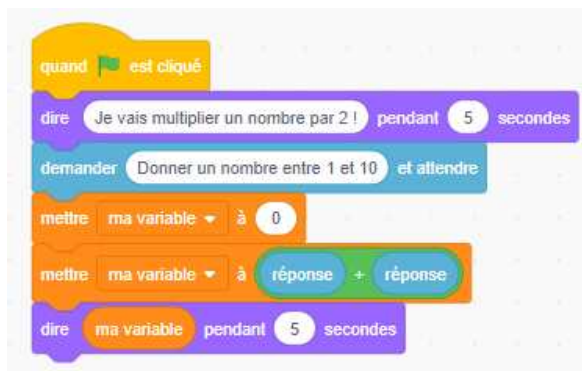 quand est cliqué
dire Je vais multiplier un nombre par 2 ! pendant 5 secondes
demander Donner un nombre entre 1 et 10 et attendre
mettre ma variable à 0
mettre ma variable à réponse + réponse
dire ma variable pendant 5 secondes